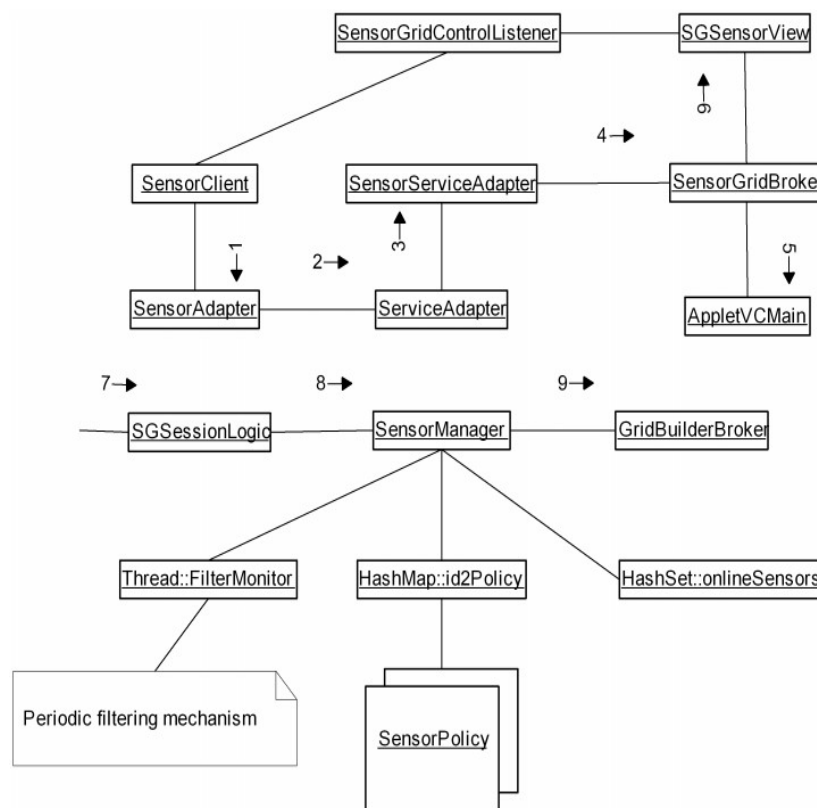 SensorGridControlListener
SGSensorView
6
4
SensorClient
SensorServiceAdapter
SensorGridBroke
1
2
3
5
SensorAdapter
ServiceAdapter
AppletVCMain
7
8
9
SGSessionLogic
SensorManager
GridBuilderBroker
Thread::FilterMonitor
HashMap::id2Policy
HashSet::onlineSensors
Periodic filtering mechanism
SensorPolicy